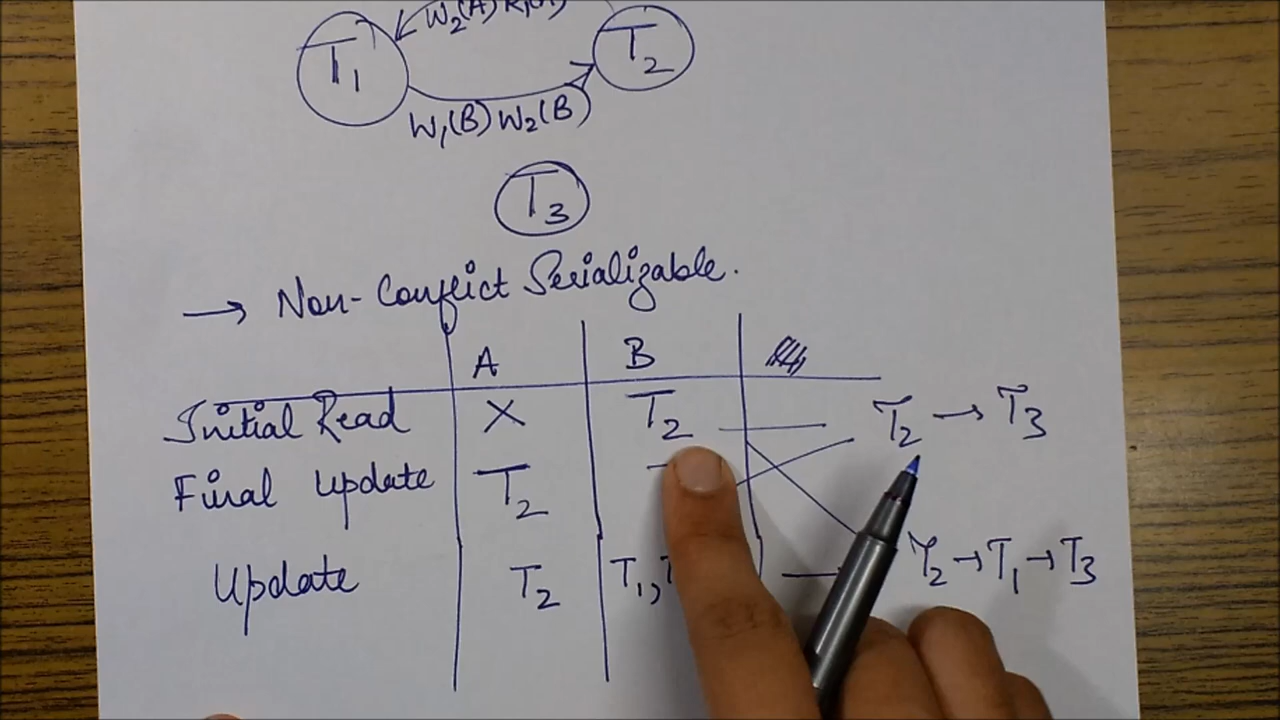 W₂(A)
T₁ T₂
W₁(B) W₂(B)
T₃
→ Non-Conflict Serializable.
A B
Initial Read X T₂ T₂ → T₃
Final Update T₂
Update T₂ T₁, T₂ → T₁ → T₃